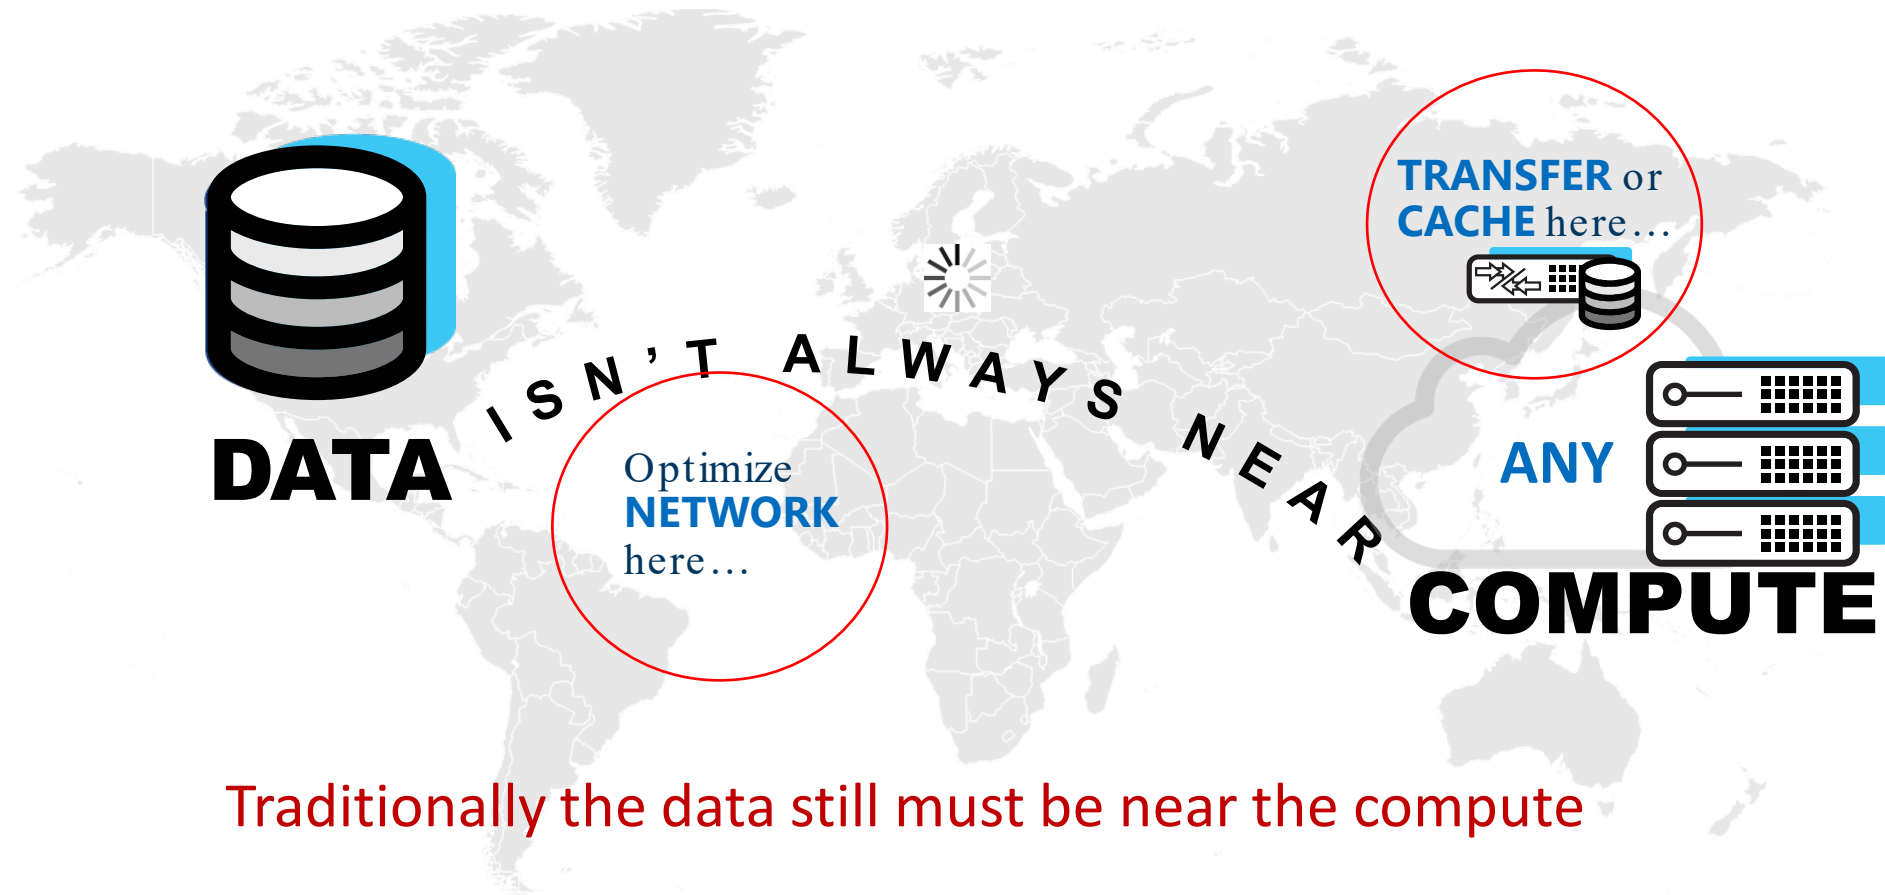 DATA
ISN’T ALWAYS NEAR
ANY
COMPUTE
Optimize
NETWORK
here…
TRANSFER or
CACHE here…
Traditionally the data still must be near the compute